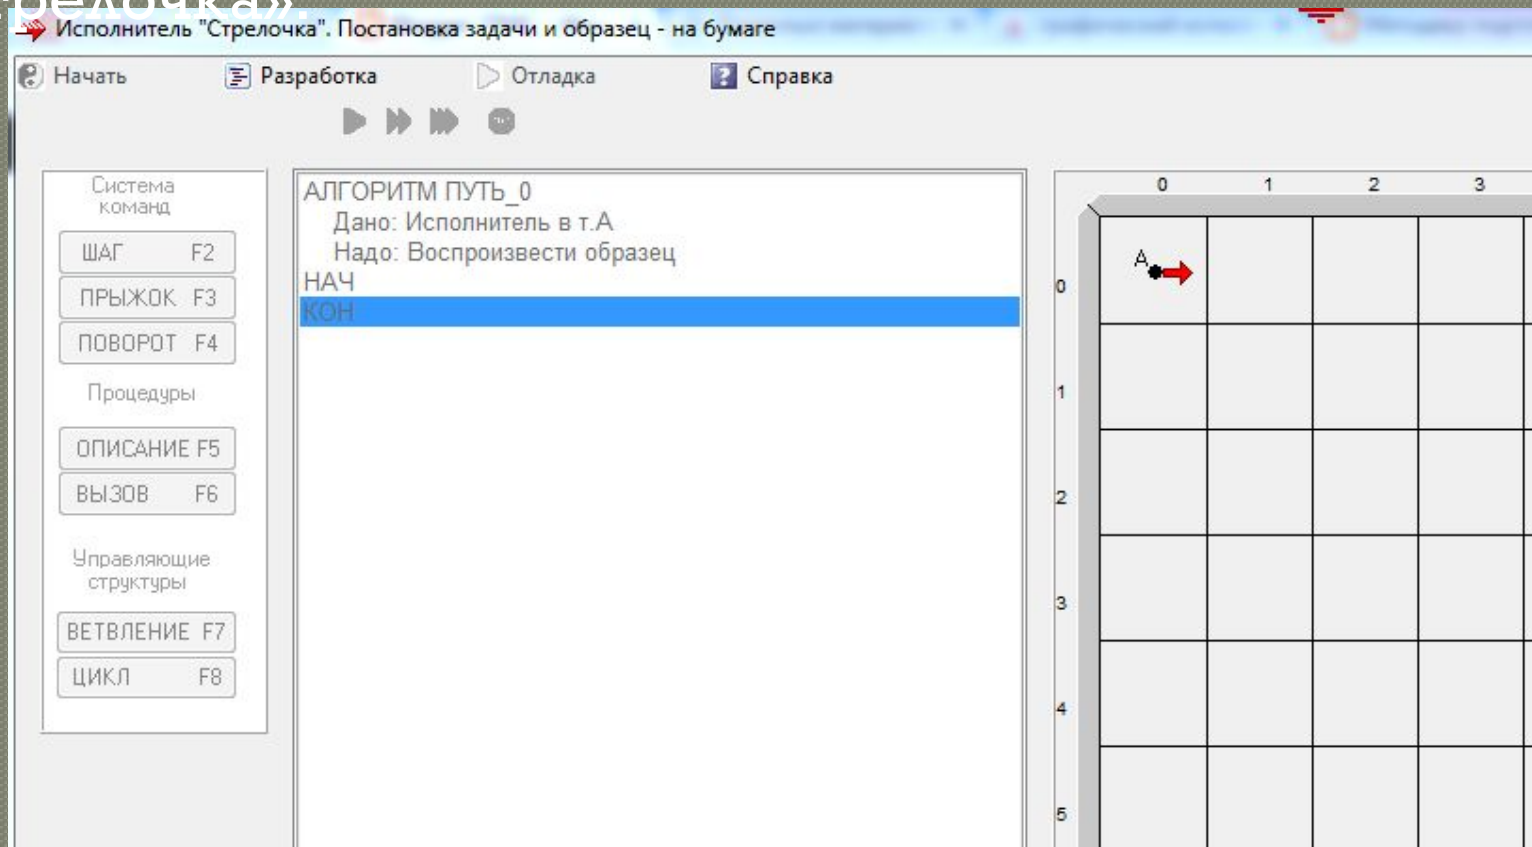 релочка».
Исполнитель "Стрелочка". Постановка задачи и образец - на бумаге
Начать Разработка Отладка Справка
Система
команд
ШАГ F2
ПРЫЖОК F3
ПОВОРОТ F4
Процедуры
ОПИСАНИЕ F5
ВЫЗОВ F6
Управляющие
структуры
ВЕТВЛЕНИЕ F7
ЦИКЛ F8
АЛГОРИТМ ПУТЬ_0
Дано: Исполнитель в т.А
Надо: Воспроизвести образец
НАЧ
КОН
0 1 2 3
A
0
1
2
3
4
5